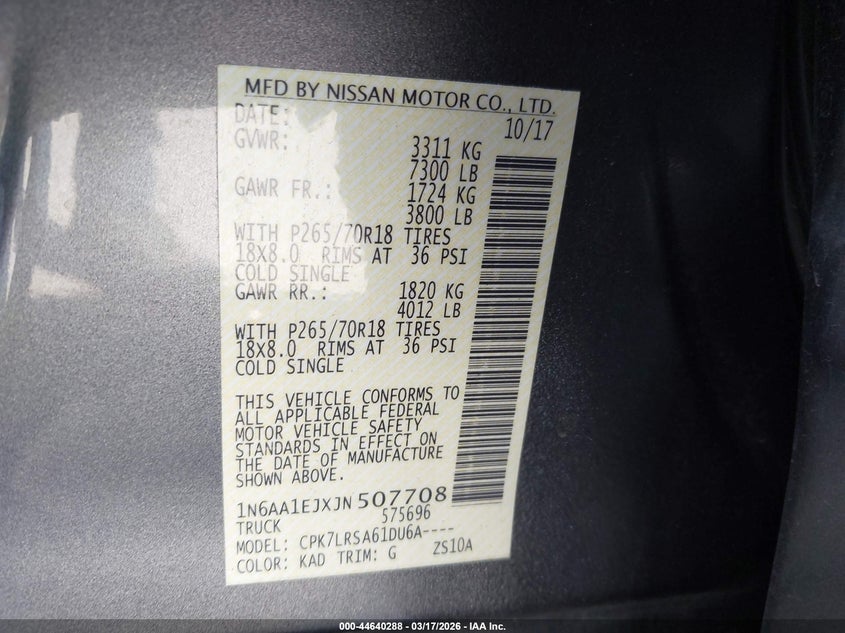 MFD BY NISSAN MOTOR CO., LTD.
DATE: 10/17
GVWR: 3311 KG
7300 LB
GAWR FR.: 1724 KG
3800 LB
WITH P265/70R18 TIRES
18X8.0 RIMS AT 36 PSI
COLD SINGLE
GAWR RR.: 1820 KG
4012 LB
WITH P265/70R18 TIRES
18X8.0 RIMS AT 36 PSI
COLD SINGLE
THIS VEHICLE CONFORMS TO
ALL APPLICABLE FEDERAL
MOTOR VEHICLE SAFETY
STANDARDS IN EFFECT ON
THE DATE OF MANUFACTURE
SHOWN ABOVE.
1N6AA1EJXJN507708
TRUCK 575696
MODEL: CPK7LRSA61DU6A----
COLOR: KAD TRIM: G ZS10A
000-44640288 - 03/17/2026 - IAA Inc.